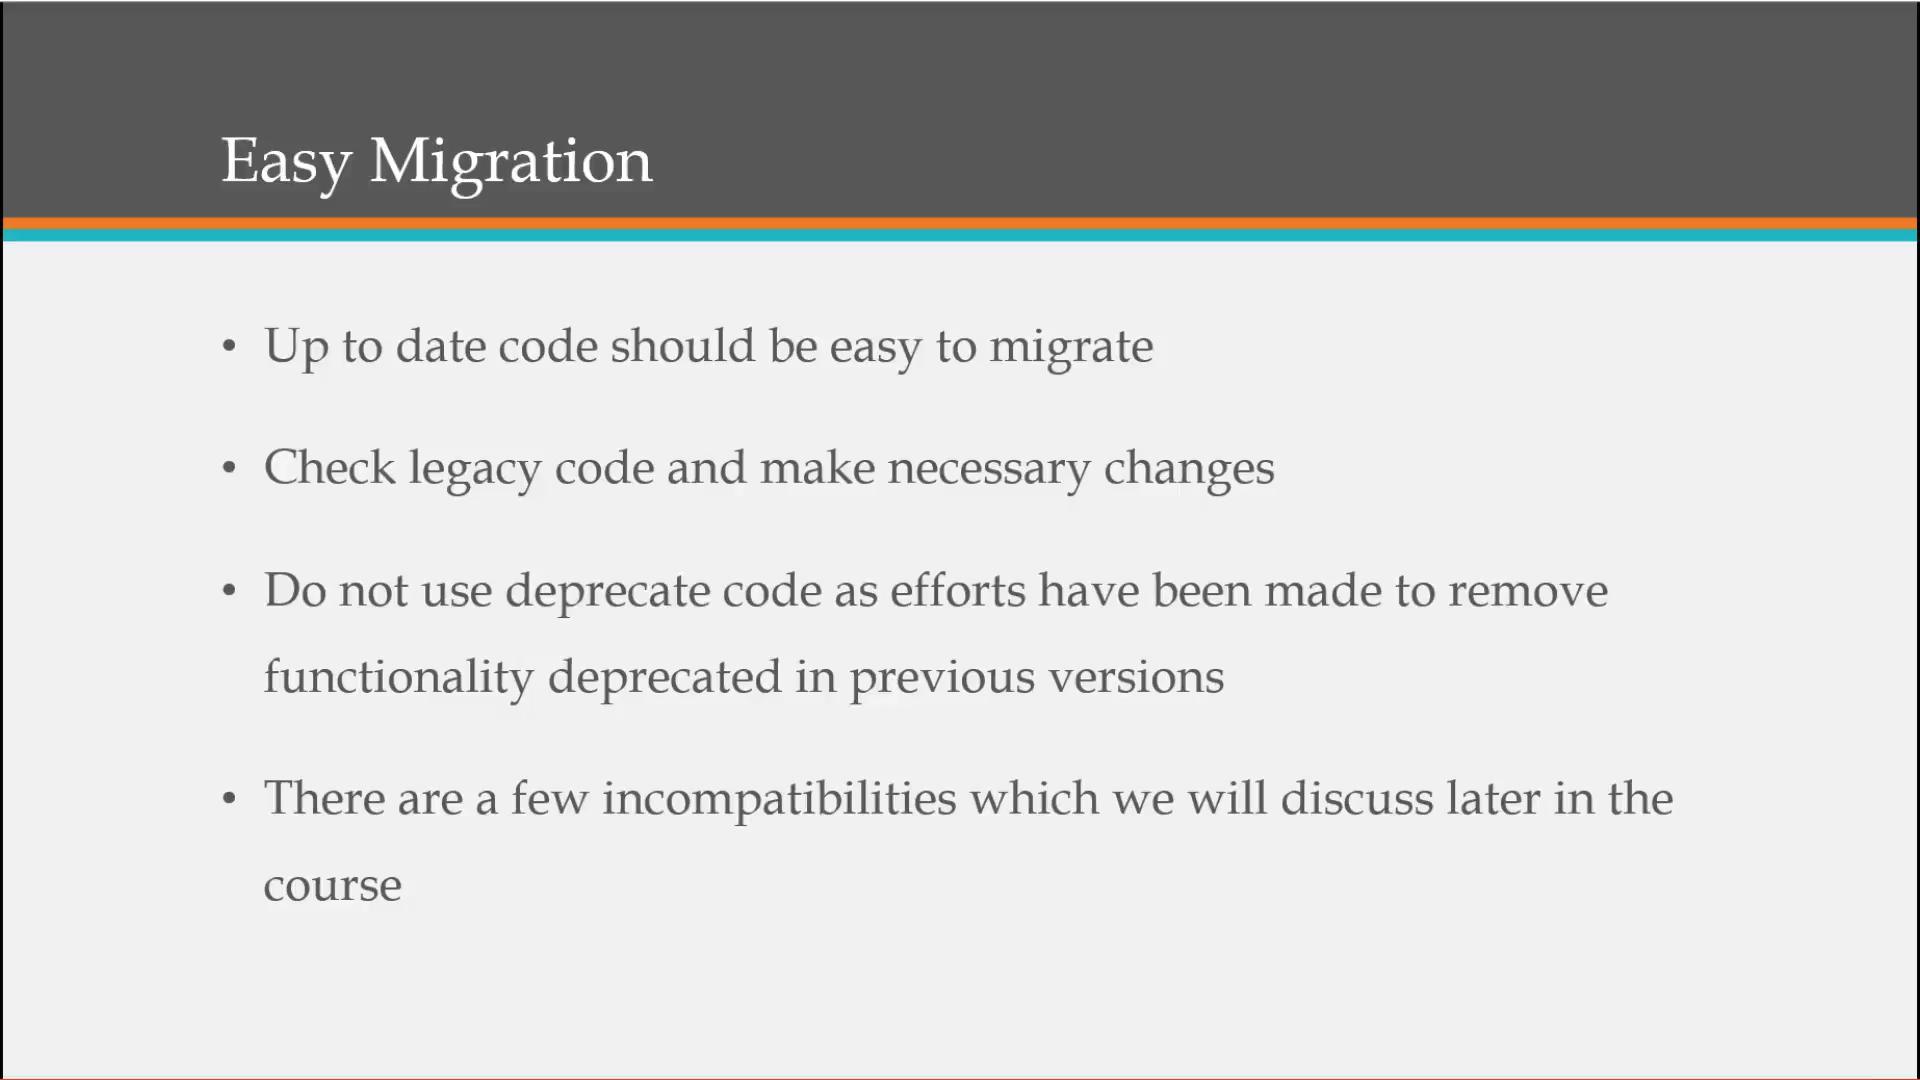 Easy Migration
• Up to date code should be easy to migrate
• Check legacy code and make necessary changes
• Do not use deprecate code as efforts have been made to remove
functionality deprecated in previous versions
• There are a few incompatibilities which we will discuss later in the
course